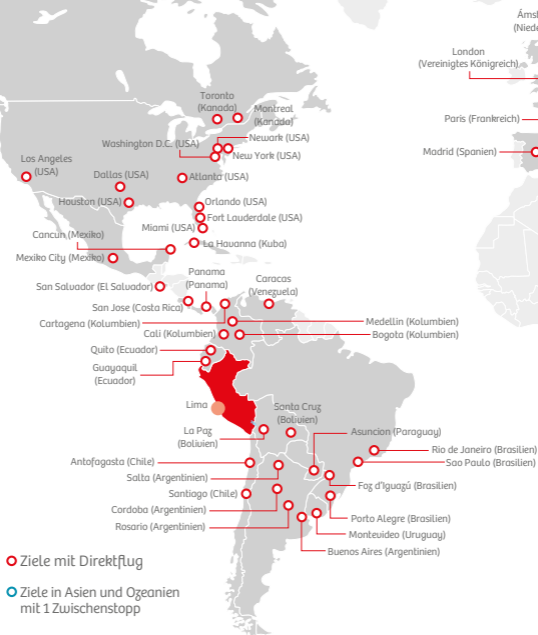 Ámst
(Niede
London
(Vereinigtes Königreich)
Toronto
(Kanada)
Montreal
(Kanada)
Paris (Frankreich)
Washington D.C. (USA)
Newark (USA)
New York (USA)
Madrid (Spanien)
Los Angeles
(USA)
Dallas (USA)
Atlanta (USA)
Houston (USA)
Orlando (USA)
Fort Lauderdale (USA)
Miami (USA)
Cancun (Mexiko)
La Havanna (Kuba)
Mexiko City (Mexiko)
Panama
(Panama)
Caracas
(Venezuela)
San Salvador (El Salvador)
San Jose (Costa Rica)
Cartagena (Kolumbien)
Medellin (Kolumbien)
Cali (Kolumbien)
Bogota (Kolumbien)
Quito (Ecuador)
Guayaquil
(Ecuador)
Lima
Santa Cruz
(Bolivien)
La Paz
(Bolivien)
Asuncion (Paraguay)
Rio de Janeiro (Brasilien)
Sao Paulo (Brasilien)
Antofagasta (Chile)
Salta (Argentinien)
Foz d'Iguazú (Brasilien)
Santiago (Chile)
Cordoba (Argentinien)
Porto Alegre (Brasilien)
Rosario (Argentinien)
Montevideo (Uruguay)
Buenos Aires (Argentinien)
Ziele mit Direktflug
Ziele in Asien und Ozeanien
mit 1 Zwischenstopp